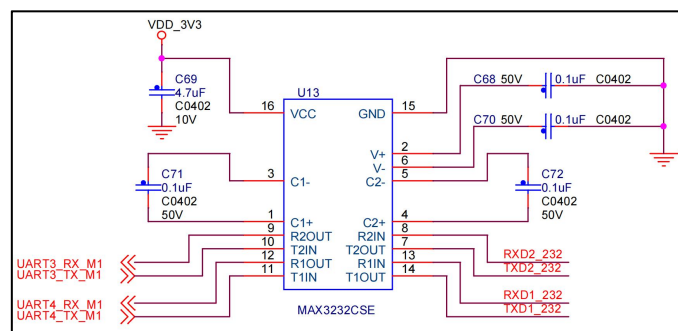 VDD_3V3
C69
4.7uF
C0402
10V
U13
C68 50V 0.1uF C0402
C70 50V 0.1uF C0402
16 VCC GND 15
V+ 2
V- 6
C71
0.1uF
C0402
50V
3 C1- C2- 5
C72
0.1uF
C0402
50V
1 C1+ C2+ 4
9 R2OUT R2IN 8
10 T2IN T2OUT 7
12 R1OUT R1IN 13
11 T1IN T1OUT 14
UART3_RX_M1 RXD2_232
UART3_TX_M1 TXD2_232
UART4_RX_M1 RXD1_232
UART4_TX_M1 TXD1_232
MAX3232CSE